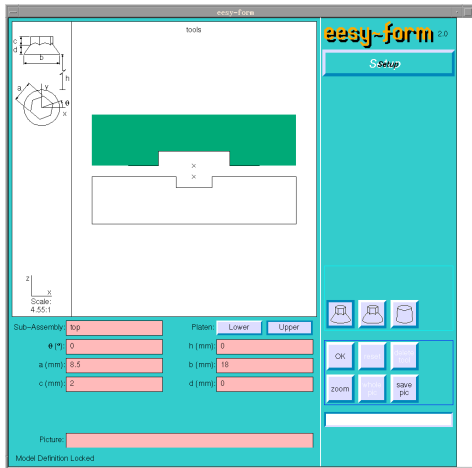 eesy-form
tools
eesy-form 2.0
Setup
c
d
b
h
a
y
θ
x
z
x
Scale:
4.55:1
Sub-Assembly: top
Platen: Lower Upper
θ (°): 0
h (mm): 0
a (mm): 8.5
b (mm): 18
c (mm): 2
d (mm): 0
OK
zoom
save
pic
Picture:
Model Definition Locked